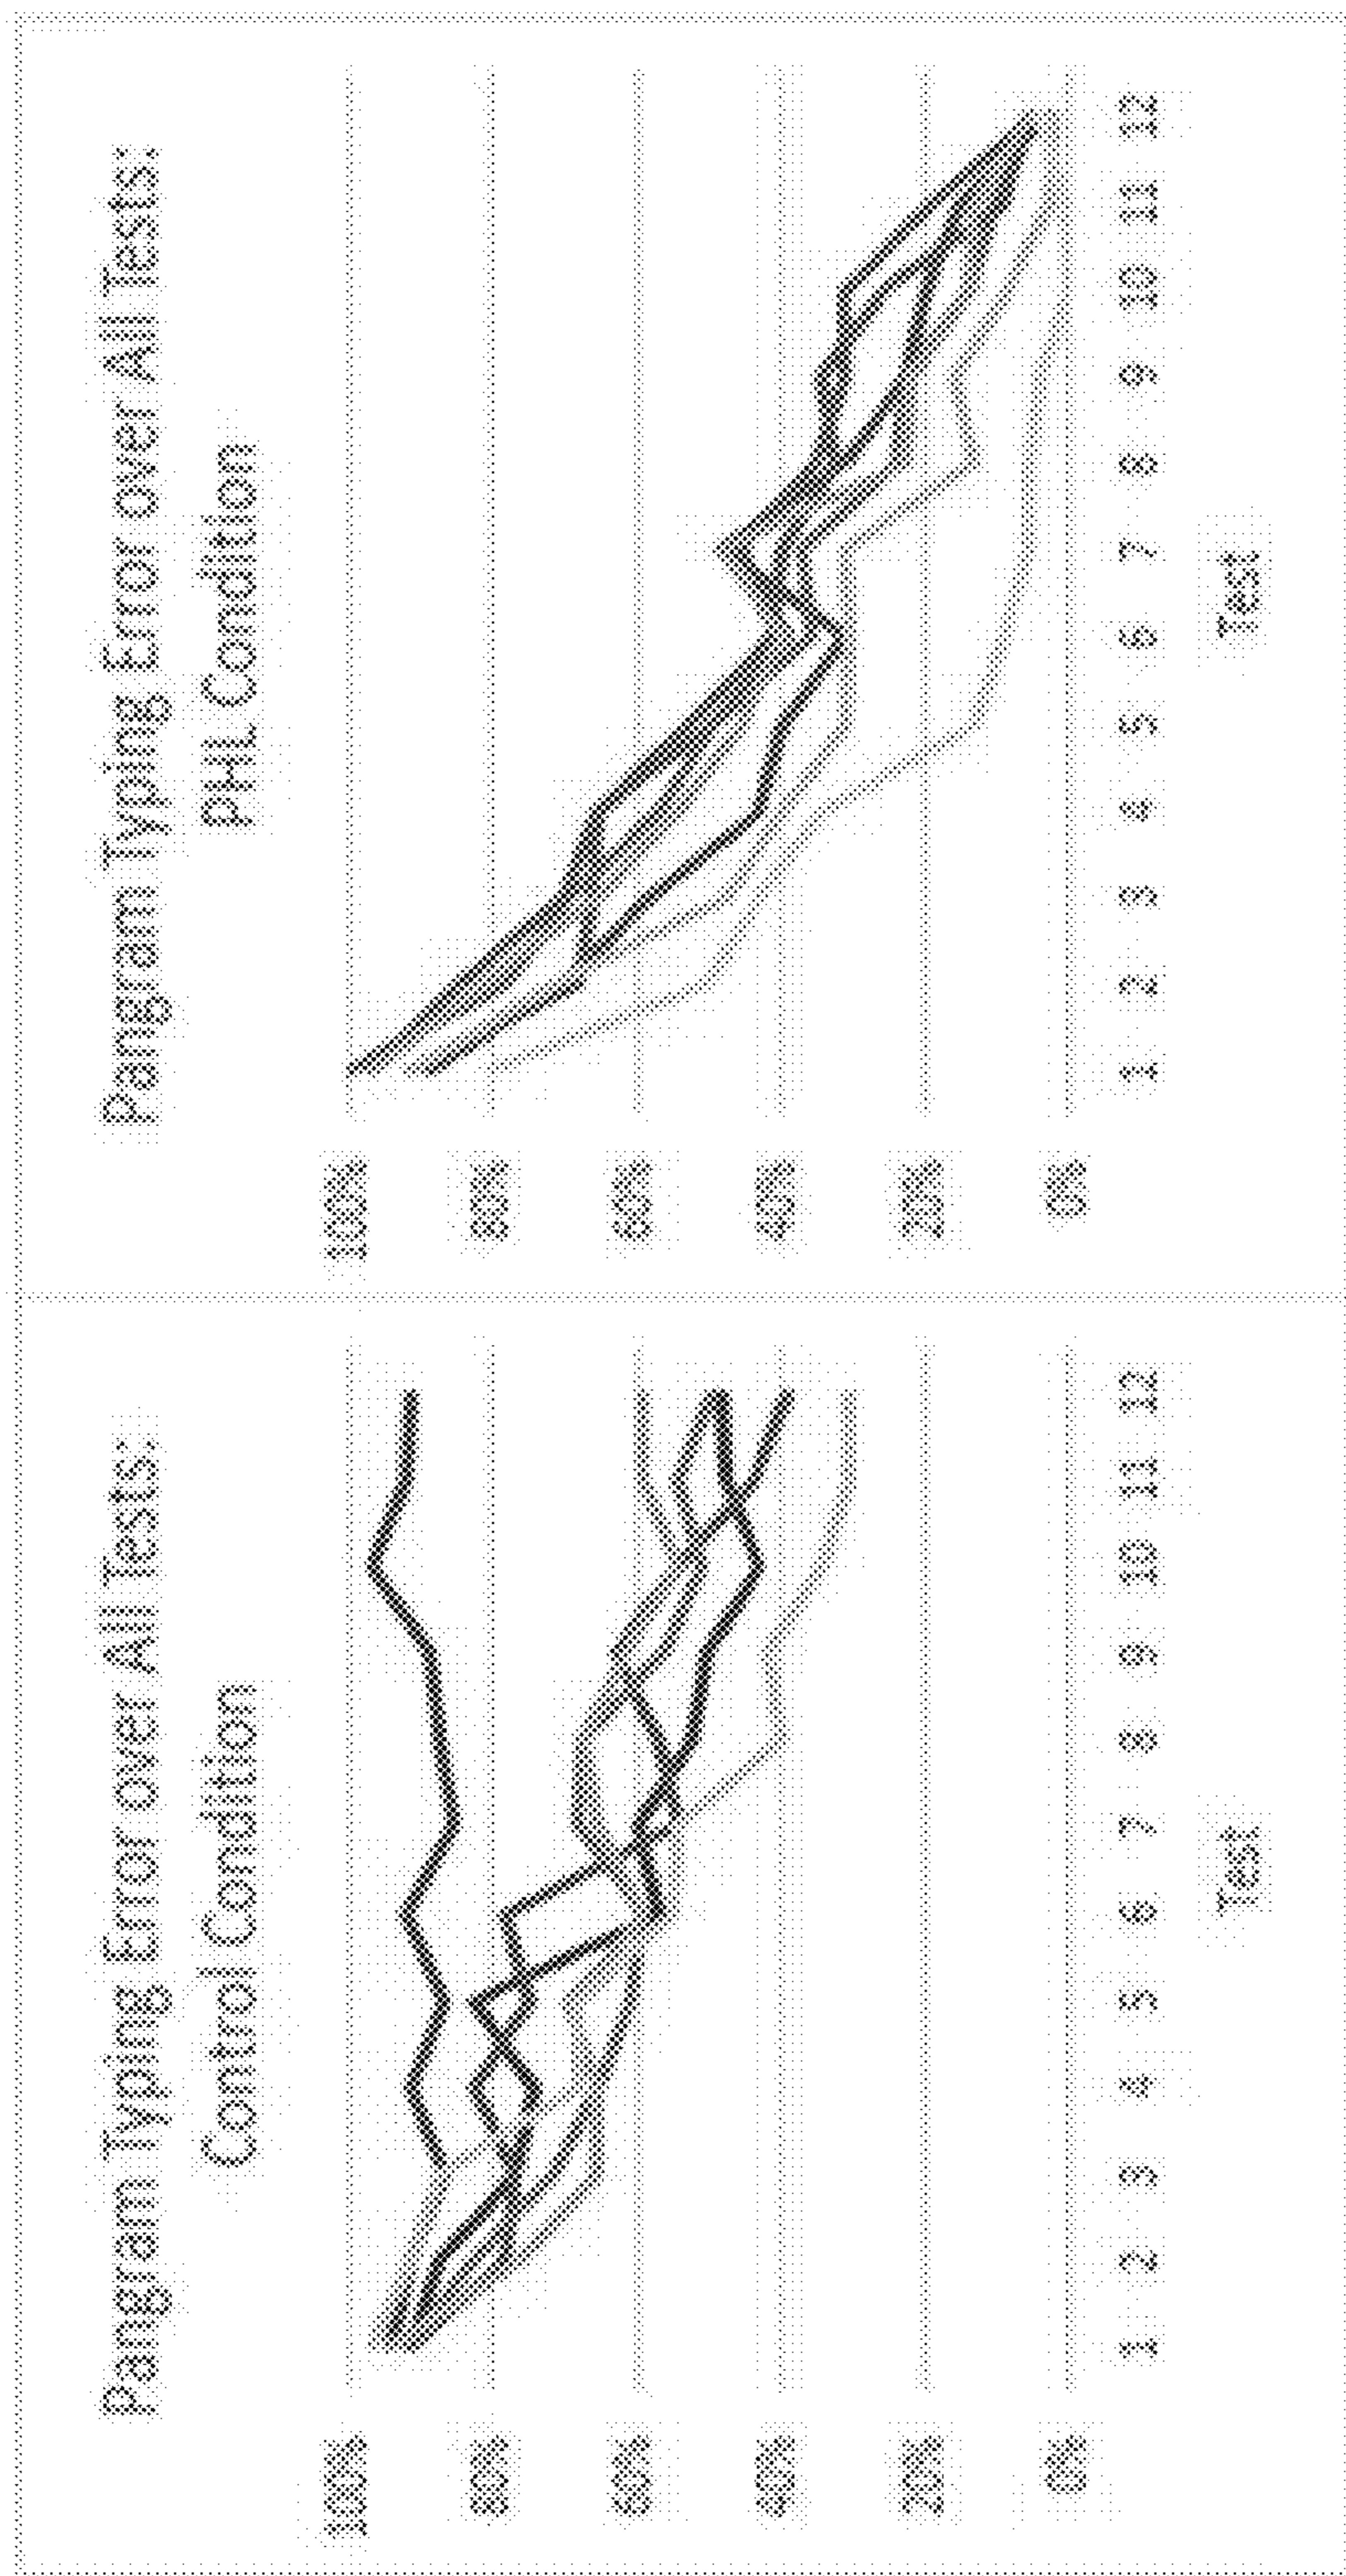 Pangram Typing Error over All Tests:
Control Condition
100%
80%
60%
40%
20%
0%
1 2 3 4 5 6 7 8 9 10 11 12
Test
Pangram Typing Error over All Tests:
PHL Condition
100%
80%
60%
40%
20%
0%
1 2 3 4 5 6 7 8 9 10 11 12
Test